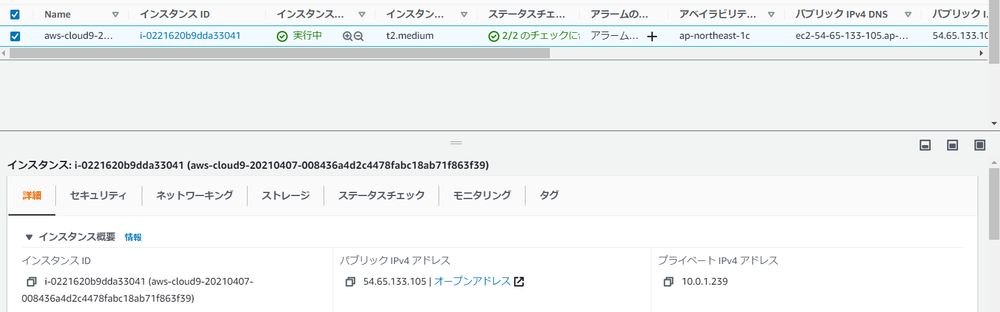 Name インスタンス ID インスタンス... インスタン... ステータスチェ... アラームの... アベイラビリテ... パブリック IPv4 DNS パブリック I...
aws-cloud9-2... i-0221620b9dda33041 実行中 t2.medium 2/2 のチェックに アラーム... + ap-northeast-1c ec2-54-65-133-105.ap-... 54.65.133.10
インスタンス: i-0221620b9dda33041 (aws-cloud9-20210407-008436a4d2c4478fabc18ab71f863f39)
詳細 セキュリティ ネットワーキング ストレージ ステータスチェック モニタリング タグ
インスタンス概要 情報
インスタンス ID パブリック IPv4 アドレス プライベート IPv4 アドレス
i-0221620b9dda33041 (aws-cloud9-20210407- 54.65.133.105 | オープンアドレス 10.0.1.239
008436a4d2c4478fabc18ab71f863f39)